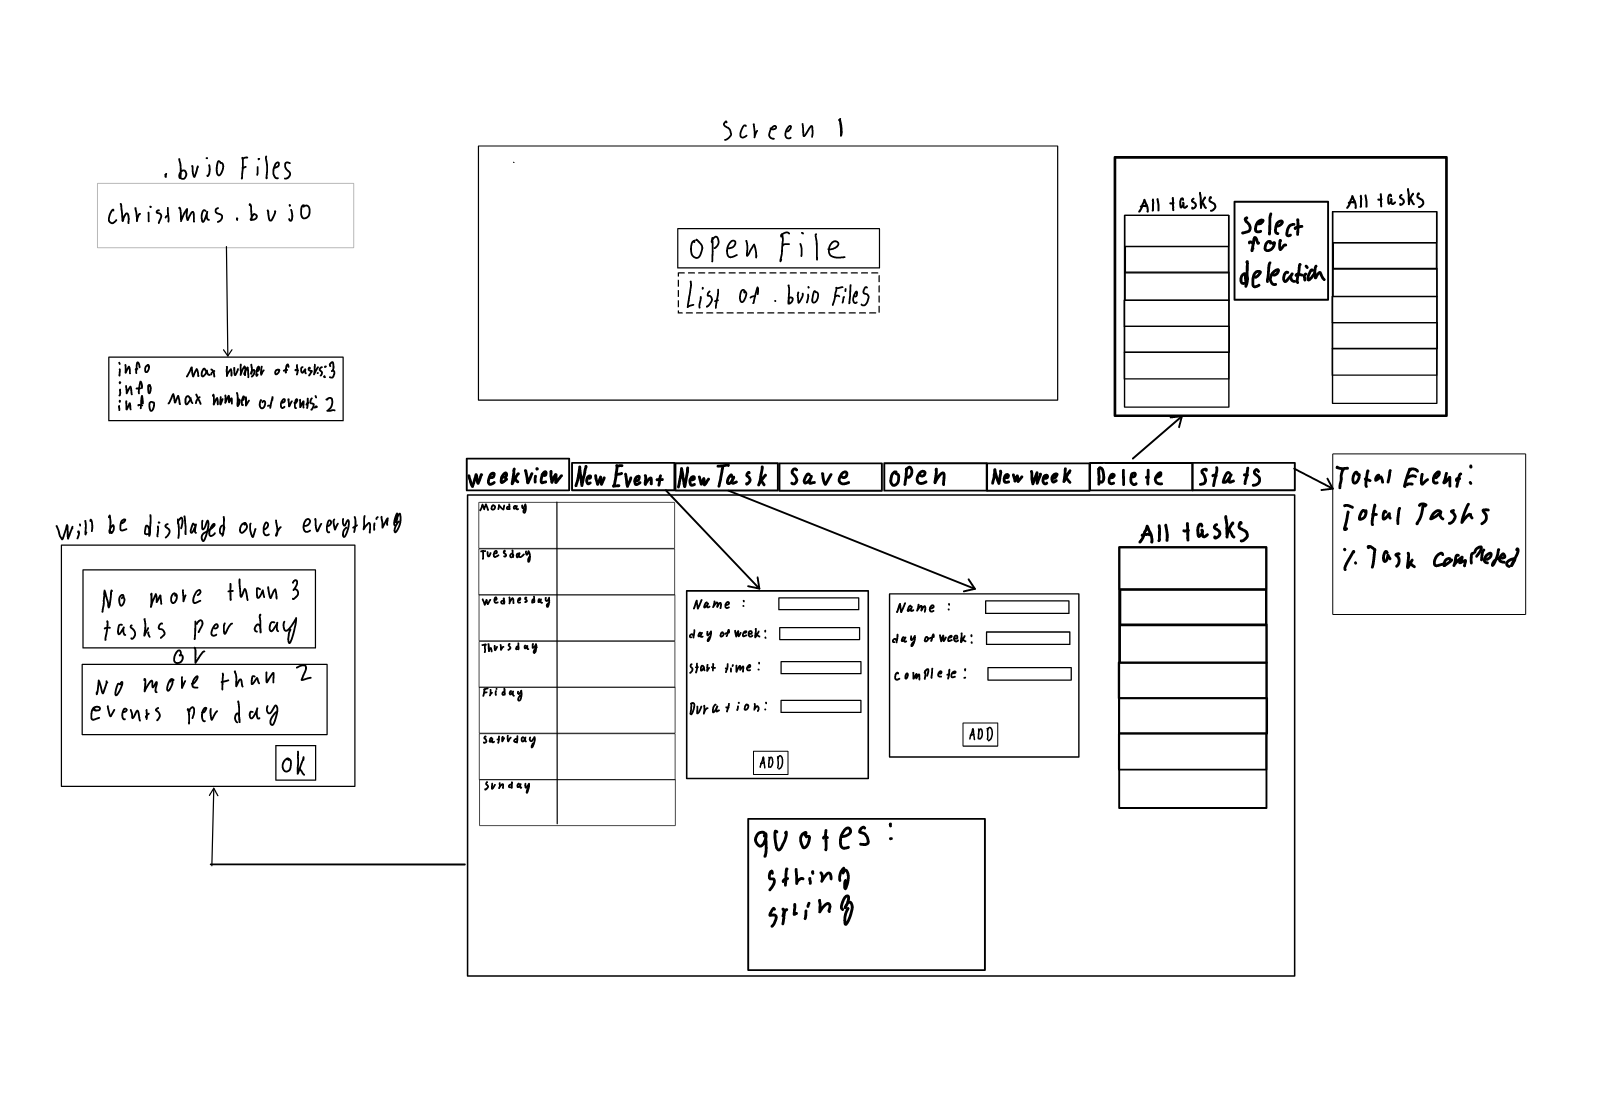 Screen 1
.bujo Files
christmas.bujo
info
info
info
Max number of tasks:3
Max number of events: 2
open File
List of .bujo Files
All tasks
select
for
deleation
All tasks
weekview
New Event
New Task
Save
open
New Week
Delete
Stats
Total Event:
Total Tasks
% Task completed
will be displayed over everything
No more than 3
tasks per day
or
No more than 2
events per day
ok
Monday
Tuesday
Wednesday
Thursday
Friday
Saturday
Sunday
Name :
day of week:
Start time :
Duration:
ADD
Name :
day of week:
complete :
ADD
All tasks
quotes :
string
string